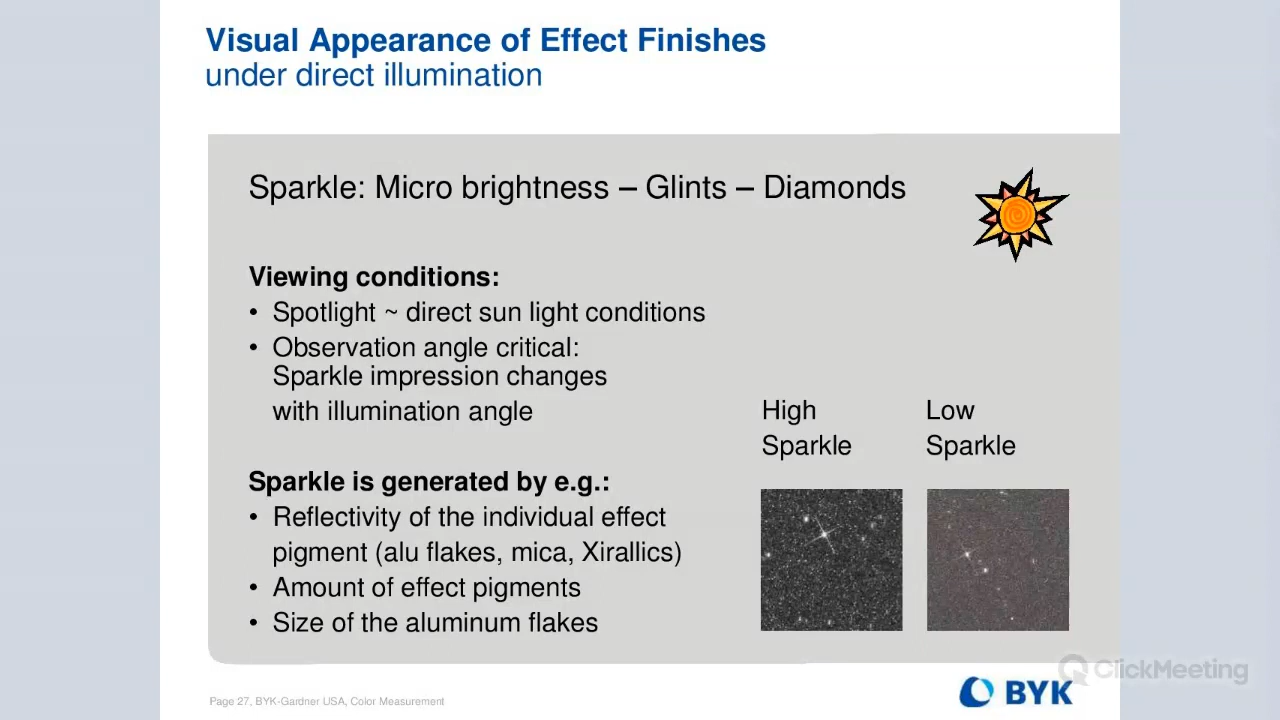 Visual Appearance of Effect Finishes
under direct illumination
Sparkle: Micro brightness – Glints – Diamonds
Viewing conditions:
• Spotlight ~ direct sun light conditions
• Observation angle critical:
Sparkle impression changes
with illumination angle
High
Sparkle
Low
Sparkle
Sparkle is generated by e.g.:
• Reflectivity of the individual effect
pigment (alu flakes, mica, Xirallics)
• Amount of effect pigments
• Size of the aluminum flakes
ClickMeeting
Page 27, BYK-Gardner USA, Color Measurement
BYK